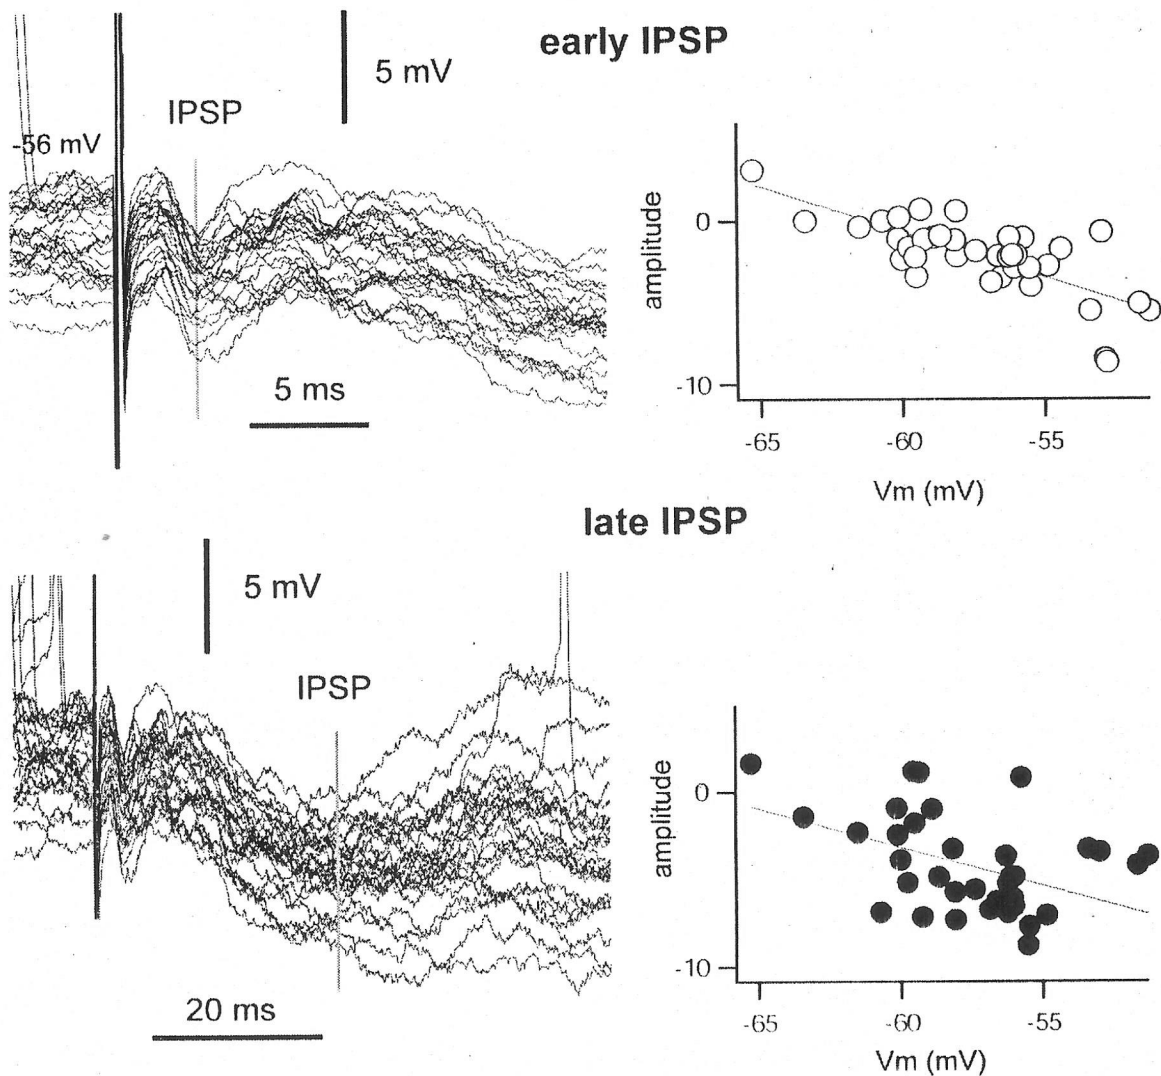 early IPSP
5 mV
IPSP
-56 mV
5 ms
amplitude
0
-10
-65
-60
-55
Vm (mV)
late IPSP
5 mV
IPSP
20 ms
amplitude
0
-10
-65
-60
-55
Vm (mV)